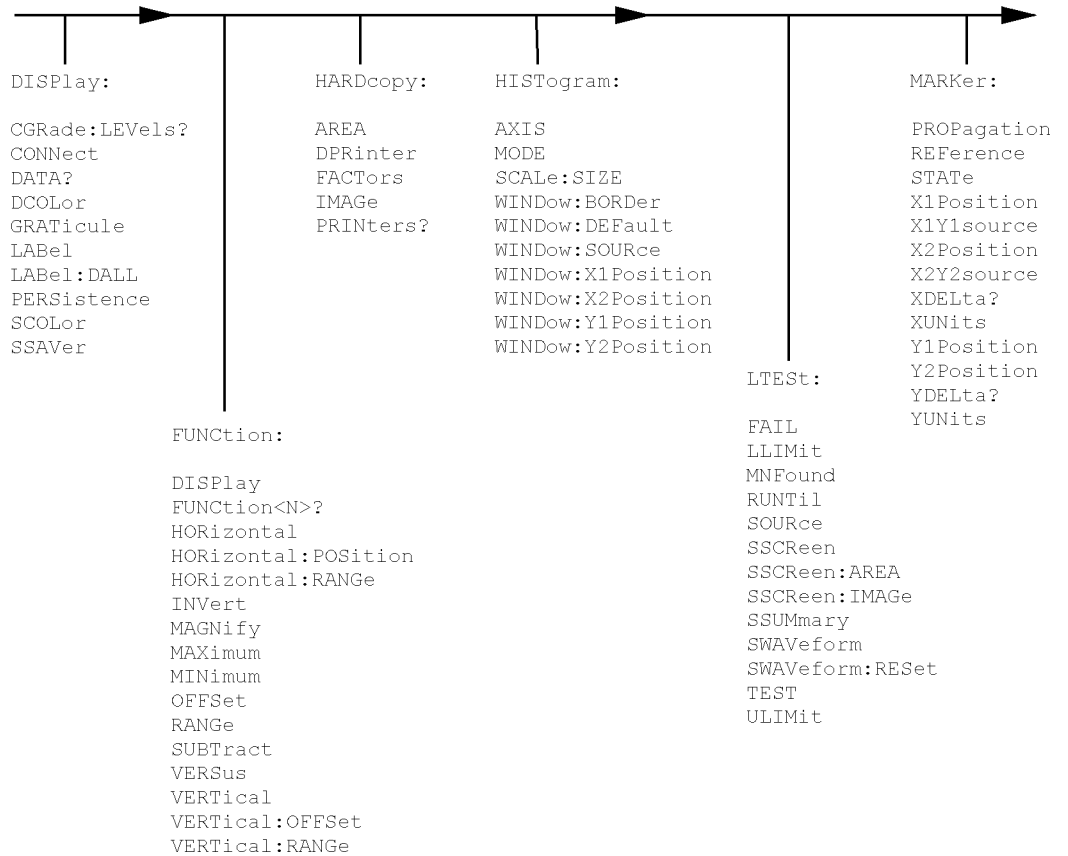 DISPlay:
CGRade:LEVels?
CONNect
DATA?
DCOLor
GRATicule
LABel
LABel:DALL
PERSistence
SCOLor
SSAVer
FUNCtion:
DISPlay
FUNCtion<N>?
HORizontal
HORizontal:POSition
HORizontal:RANGe
INVert
MAGNify
MAXimum
MINimum
OFFSet
RANGe
SUBTract
VERSus
VERTical
VERTical:OFFSet
VERTical:RANGe
HARDcopy:
AREA
DPRinter
FACTors
IMAGe
PRINters?
HISTogram:
AXIS
MODE
SCALe:SIZE
WINDow:BORDer
WINDow:DEFault
WINDow:SOURce
WINDow:X1Position
WINDow:X2Position
WINDow:Y1Position
WINDow:Y2Position
LTESt:
FAIL
LLIMit
MNFound
RUNTil
SOURce
SSCReen
SSCReen:AREA
SSCReen:IMAGe
SSUMmary
SWAVeform
SWAVeform:RESet
TEST
ULIMit
MARKer:
PROPagation
REFerence
STATe
X1Position
X1Y1source
X2Position
X2Y2source
XDELta?
XUNits
Y1Position
Y2Position
YDELta?
YUNits